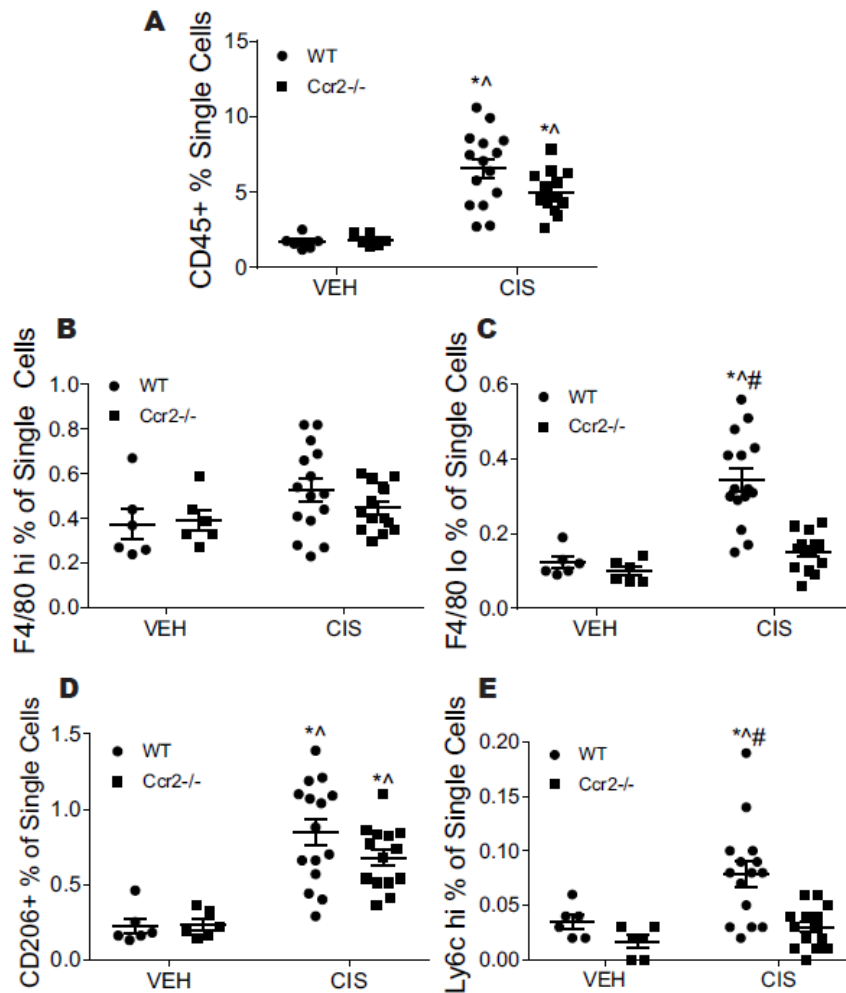 A
CD45+ % Single Cells
15
10
5
0
WT
Ccr2-/-
*^
*^
VEH
CIS
B
F4/80 hi % of Single Cells
1.0
0.8
0.6
0.4
0.2
0.0
WT
Ccr2-/-
VEH
CIS
C
F4/80 lo % of Single Cells
0.6
0.4
0.2
0.0
WT
Ccr2-/-
*^#
VEH
CIS
D
CD206+ % of Single Cells
1.5
1.0
0.5
0.0
WT
Ccr2-/-
*^
*^
VEH
CIS
E
Ly6c hi % of Single Cells
0.20
0.15
0.10
0.05
0.00
WT
Ccr2-/-
*^#
VEH
CIS